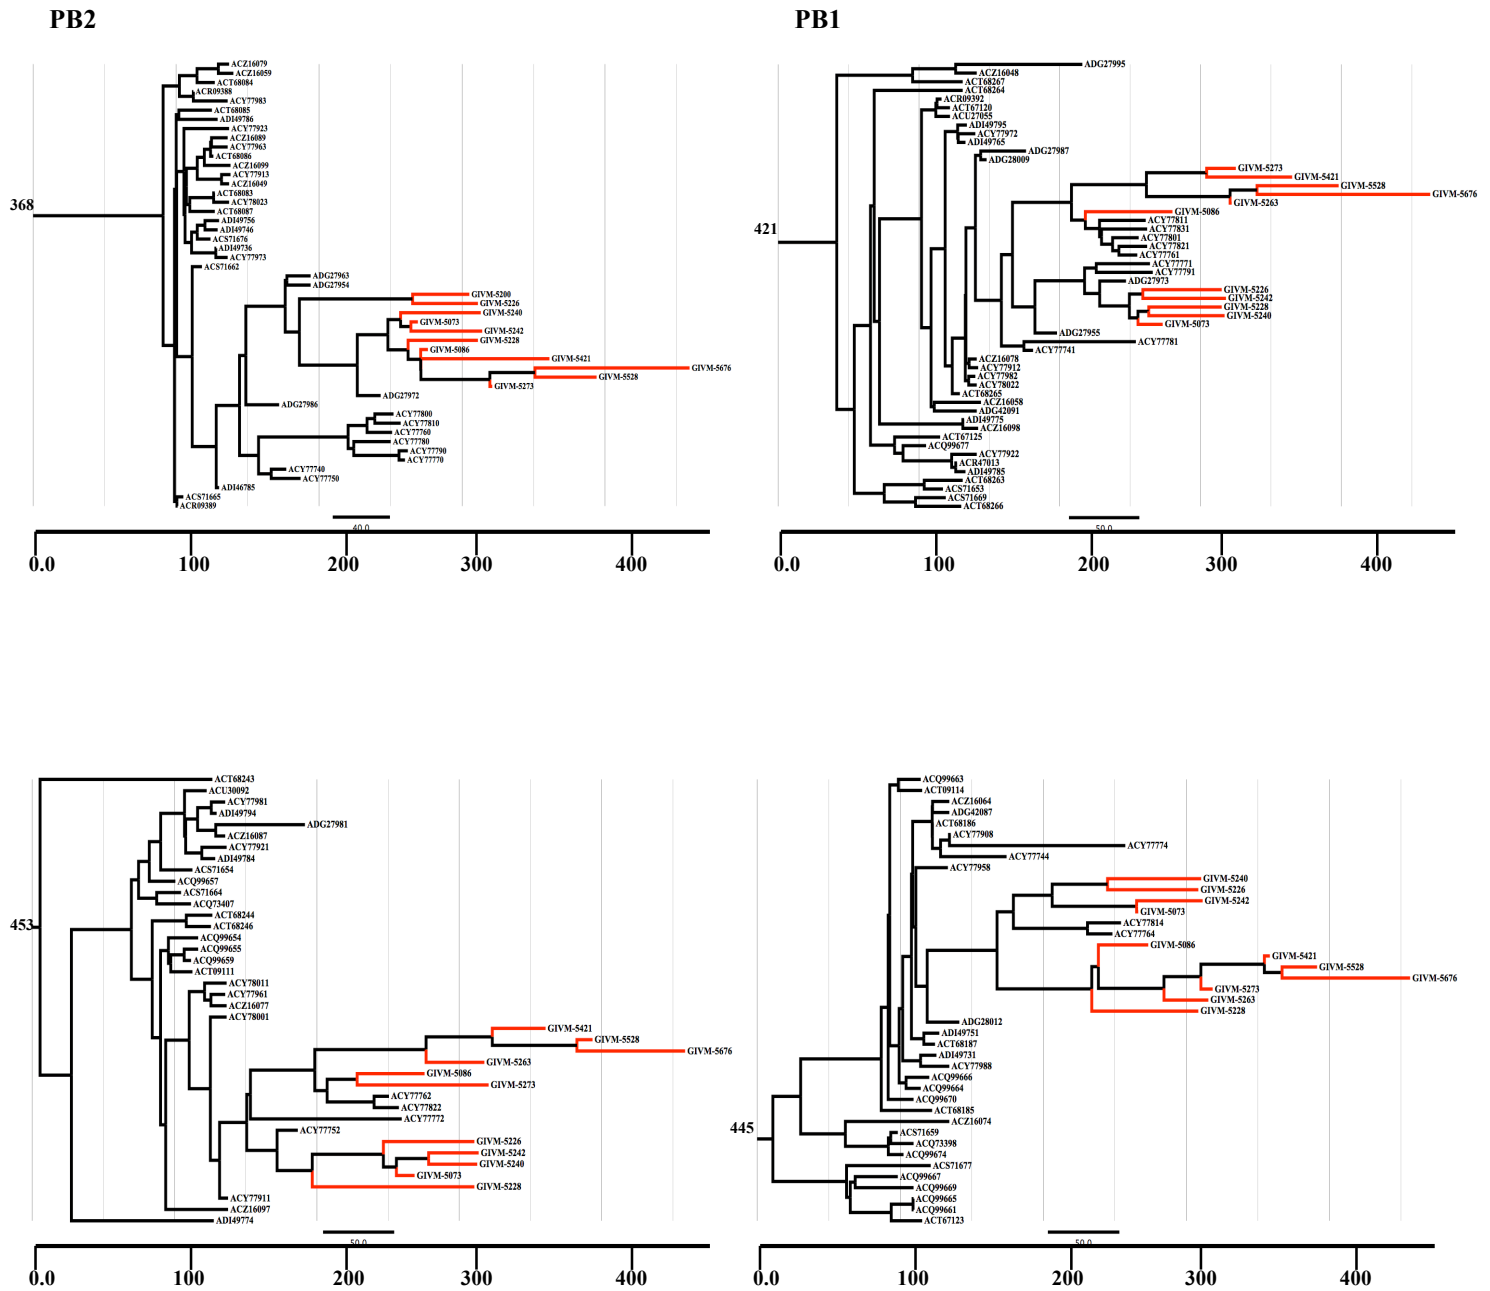 PB2
ACZ16079
ACZ16059
ACT68084
ACR09388
ACY77983
ACT68085
ADI49786
ACY77923
ACZ16089
ACY77963
ACT68086
ACZ16099
ACY77913
ACZ16049
ACT68083
ACY78023
ACT68087
368
ADI49756
ADI49746
ACS71676
ADI49736
ACY77973
ACS71662
ADG27963
ADG27954
GIVM-5200
GIVM-5226
GIVM-5240
GIVM-5073
GIVM-5242
GIVM-5228
GIVM-5086
GIVM-5421
GIVM-5676
GIVM-5528
GIVM-5273
ADG27972
ADG27986
ACY77800
ACY77810
ACY77760
ACY77780
ACY77790
ACY77770
ACY77740
ACY77750
ADI46785
ACS71665
ACR09389
40.0
0.0 100 200 300 400
PB1
ADG27995
ACZ16048
ACT68267
ACT68264
ACR09392
ACT67120
ACU27055
ADI49795
ACY77972
ADI49765
ADG27987
ADG28009
GIVM-5273
GIVM-5421
GIVM-5528
GIVM-5676
GIVM-5263
GIVM-5086
ACY77811
421
ACY77831
ACY77801
ACY77821
ACY77761
ACY77771
ACY77791
ADG27973
GIVM-5226
GIVM-5242
GIVM-5228
GIVM-5240
GIVM-5073
ADG27955
ACY77781
ACY77741
ACZ16078
ACY77912
ACY77982
ACY78022
ACT68265
ACZ16058
ADG42091
ADI49775
ACZ16098
ACT67125
ACQ99677
ACY77922
ACR47013
ADI49785
ACT68263
ACS71653
ACS71669
ACT68266
50.0
0.0 100 200 300 400
ACT68243
ACU30092
ACY77981
ADI49794
ADG27981
ACZ16087
ACY77921
ADI49784
ACS71654
ACQ99657
ACS71664
ACQ73407
ACT68244
453
ACT68246
ACQ99654
ACQ99655
ACQ99659
ACT09111
ACY78011
ACY77961
ACZ16077
ACY78001
GIVM-5421
GIVM-5528
GIVM-5676
GIVM-5263
GIVM-5086
GIVM-5273
ACY77762
ACY77822
ACY77772
ACY77752
GIVM-5226
GIVM-5242
GIVM-5240
GIVM-5073
GIVM-5228
ACY77911
ACZ16097
ADI49774
50.0
0.0 100 200 300 400
ACQ99663
ACT09114
ACZ16064
ADG42087
ACT68186
ACY77908
ACY77774
ACY77744
ACY77958
GIVM-5240
GIVM-5226
GIVM-5242
GIVM-5073
ACY77814
ACY77764
GIVM-5086
GIVM-5421
GIVM-5528
GIVM-5676
GIVM-5273
GIVM-5263
GIVM-5228
ADG28012
ADI49751
ACT68187
ADI49731
ACY77988
ACQ99666
ACQ99664
ACQ99670
ACT68185
ACZ16074
445
ACS71659
ACQ73398
ACQ99674
ACS71677
ACQ99667
ACQ99669
ACQ99665
ACQ99661
ACT67123
50.0
0.0 100 200 300 400